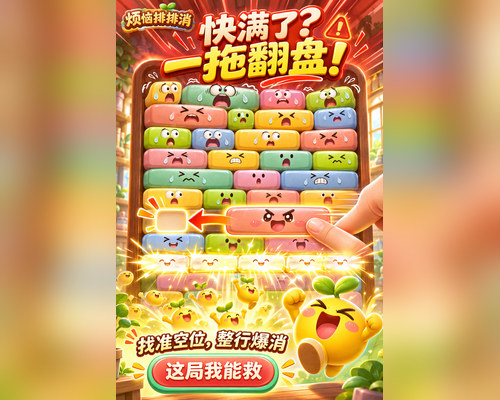 烦恼排排消
快满了?
一拖翻盘!
找准空位,整行爆消
这局我能救